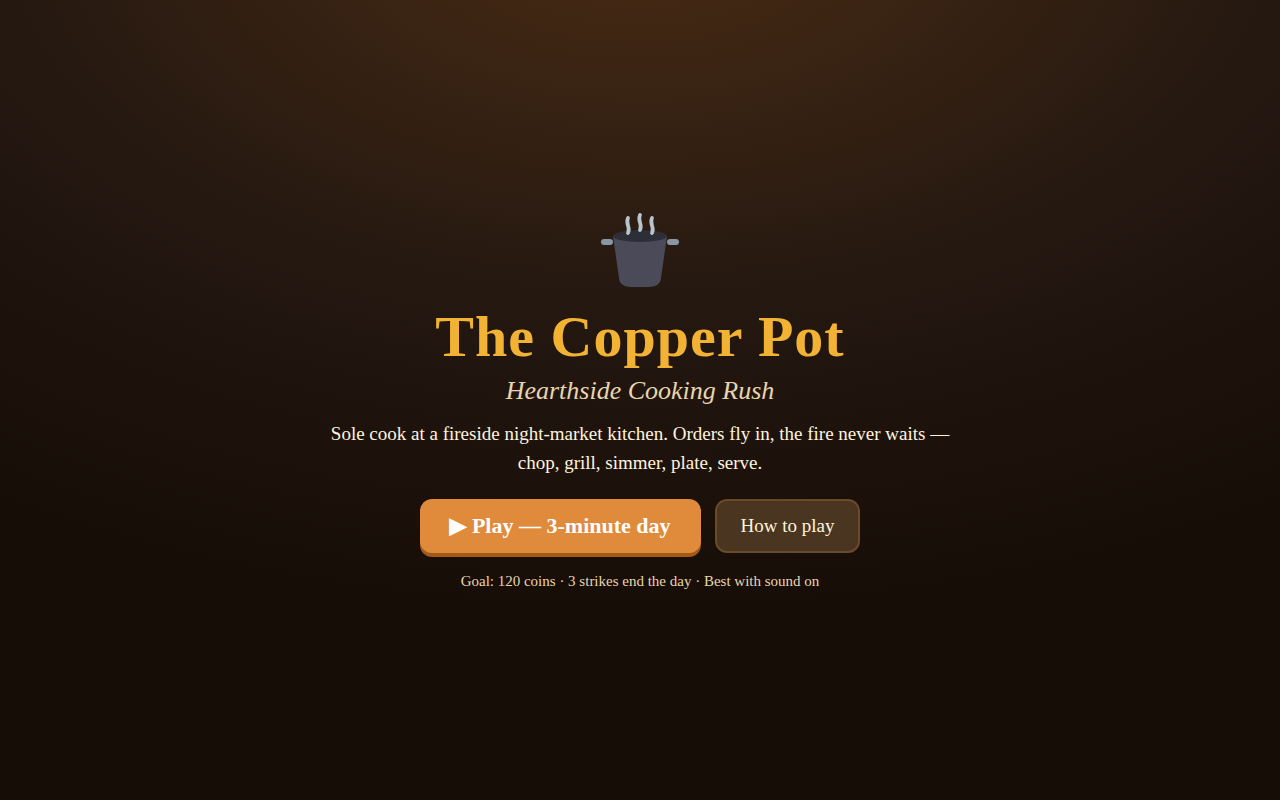 The Copper Pot
Hearthside Cooking Rush
Sole cook at a fireside night-market kitchen. Orders fly in, the fire never waits —
chop, grill, simmer, plate, serve.
▶ Play — 3-minute day
How to play
Goal: 120 coins · 3 strikes end the day · Best with sound on